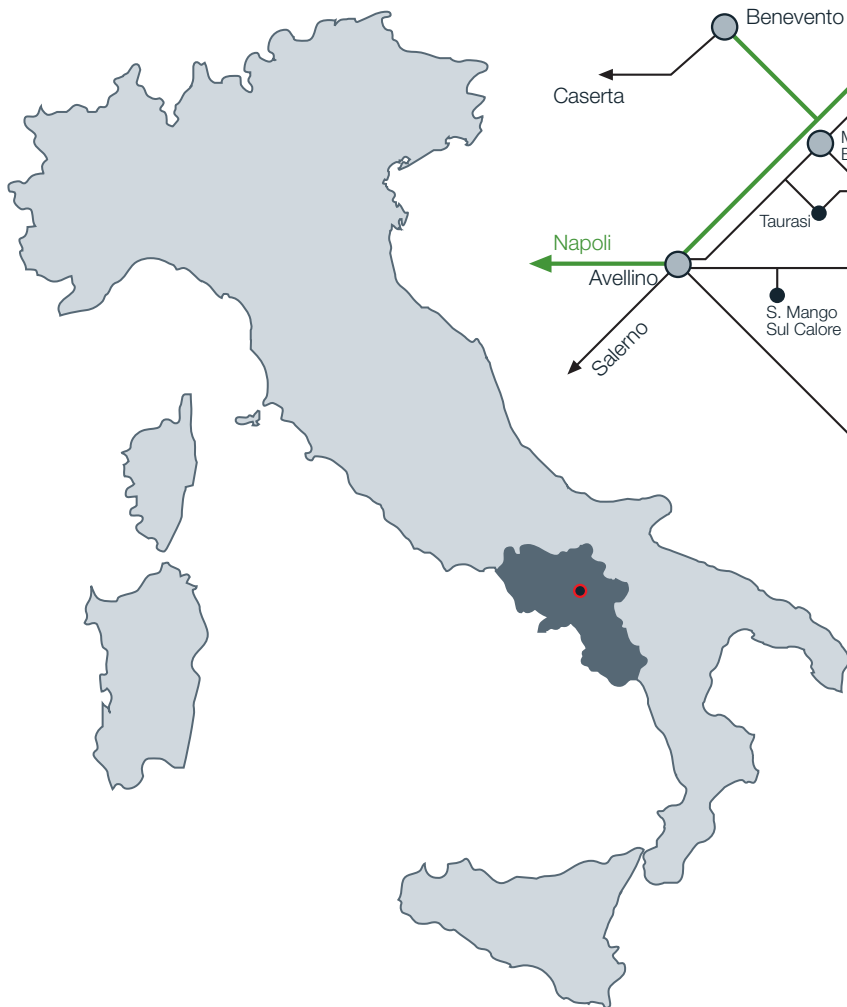 Benevento
Caserta
Taurasi
Napoli
Avellino
S. Mango
Sul Calore
Salerno